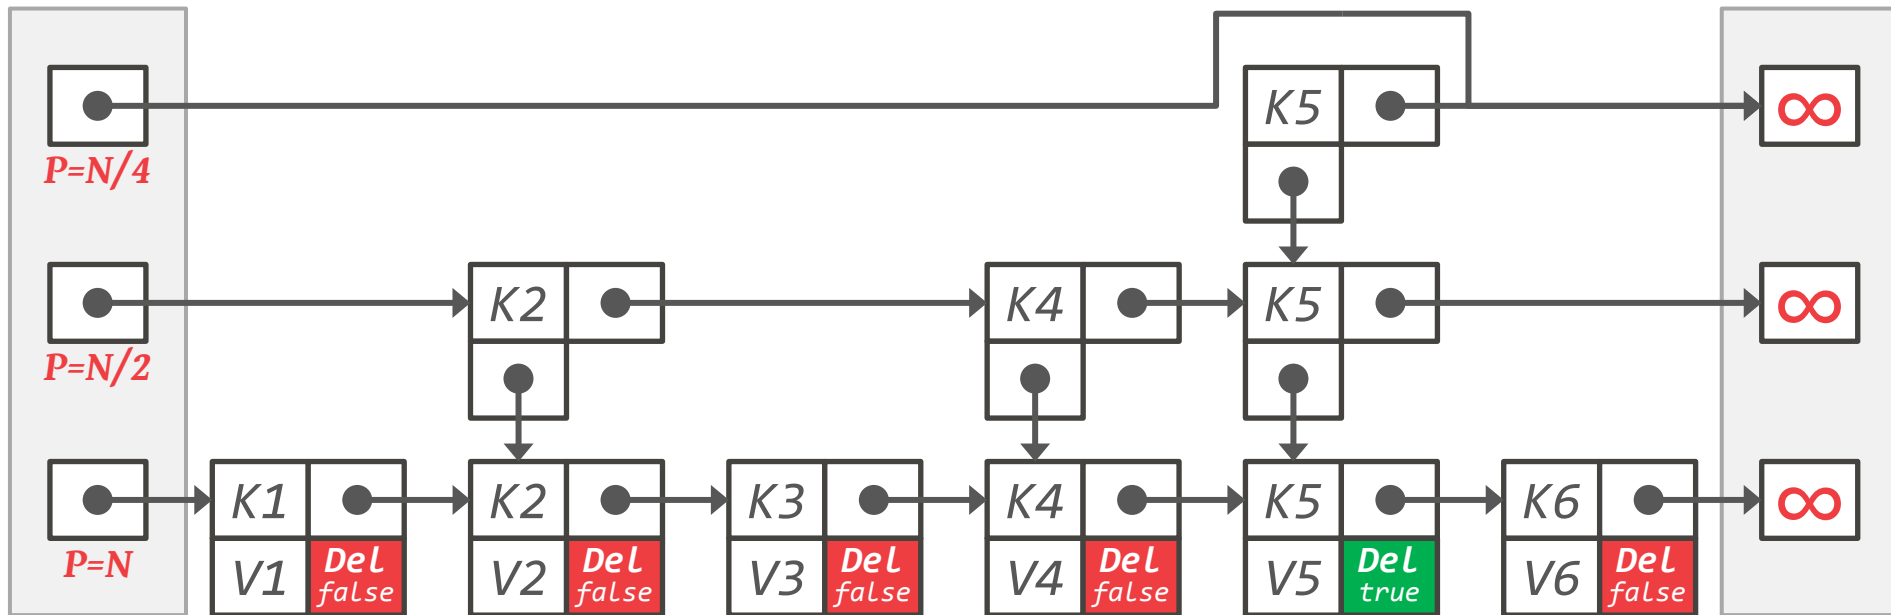 K5
∞
P=N/4
K2
K4
K5
∞
P=N/2
K1
K2
K3
K4
K5
K6
∞
P=N
V1
Del
false
V2
Del
false
V3
Del
false
V4
Del
false
V5
Del
true
V6
Del
false